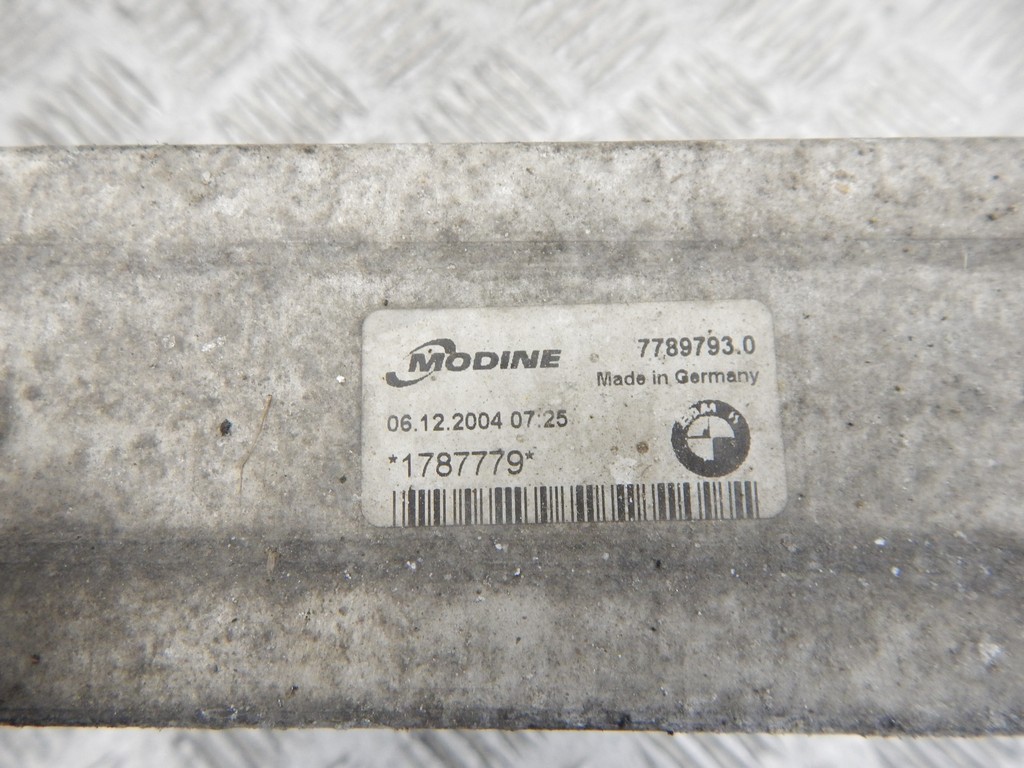 MODINE 7789793.0
Made in Germany
06.12.2004 07:25
BMW
*1787779*